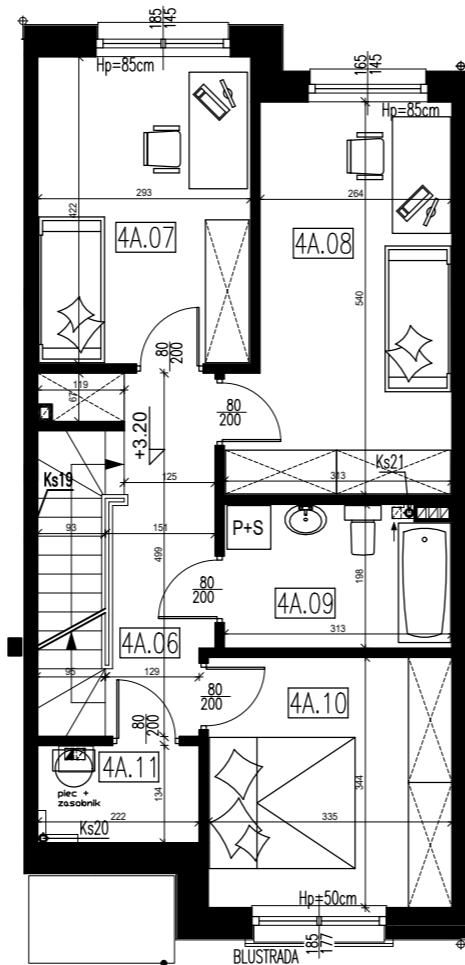 185
145
Hp=85cm
165
145
Hp=85cm
293
264
422
4A.07
4A.08
540
80
200
119
67
80
200
+3.20
Ks19
125
Ks21
313
93
151
P+S
499
198
80
200
4A.09
313
4A.06
95
129
80
200
4A.10
80
200
4A.11
piec +
zasobnik
134
344
222
335
Ks20
Hp=50cm
185
177
BLUSTRADA